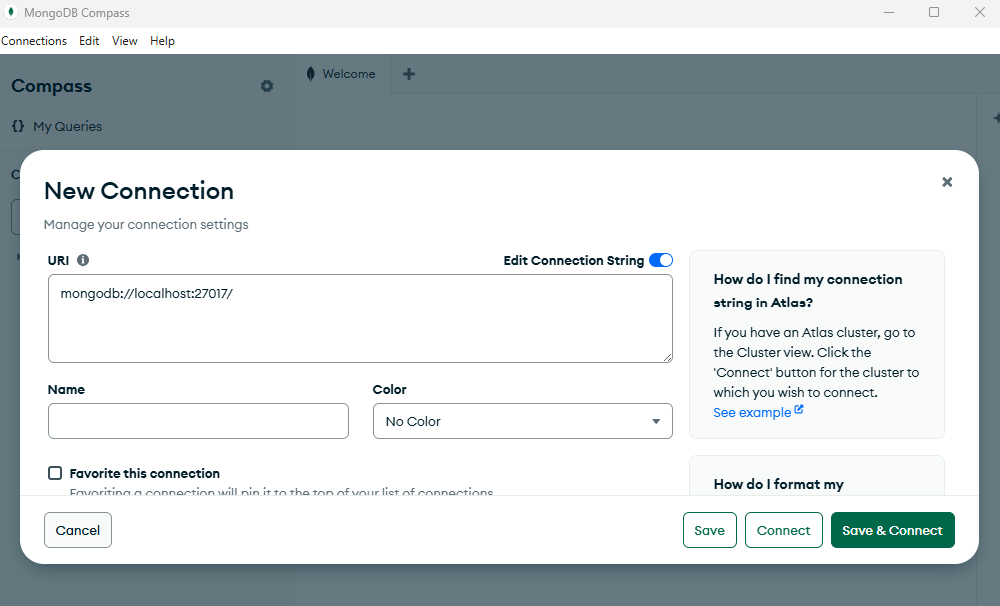 MongoDB Compass
Connections Edit View Help
Compass
Welcome
{} My Queries
New Connection
Manage your connection settings
URI
Edit Connection String
mongodb://localhost:27017/
Name
Color
No Color
Favorite this connection
Favoriting a connection will pin it to the top of your list of connections
How do I find my connection
string in Atlas?
If you have an Atlas cluster, go to
the Cluster view. Click the
'Connect' button for the cluster to
which you wish to connect.
See example
How do I format my
Cancel
Save
Connect
Save & Connect